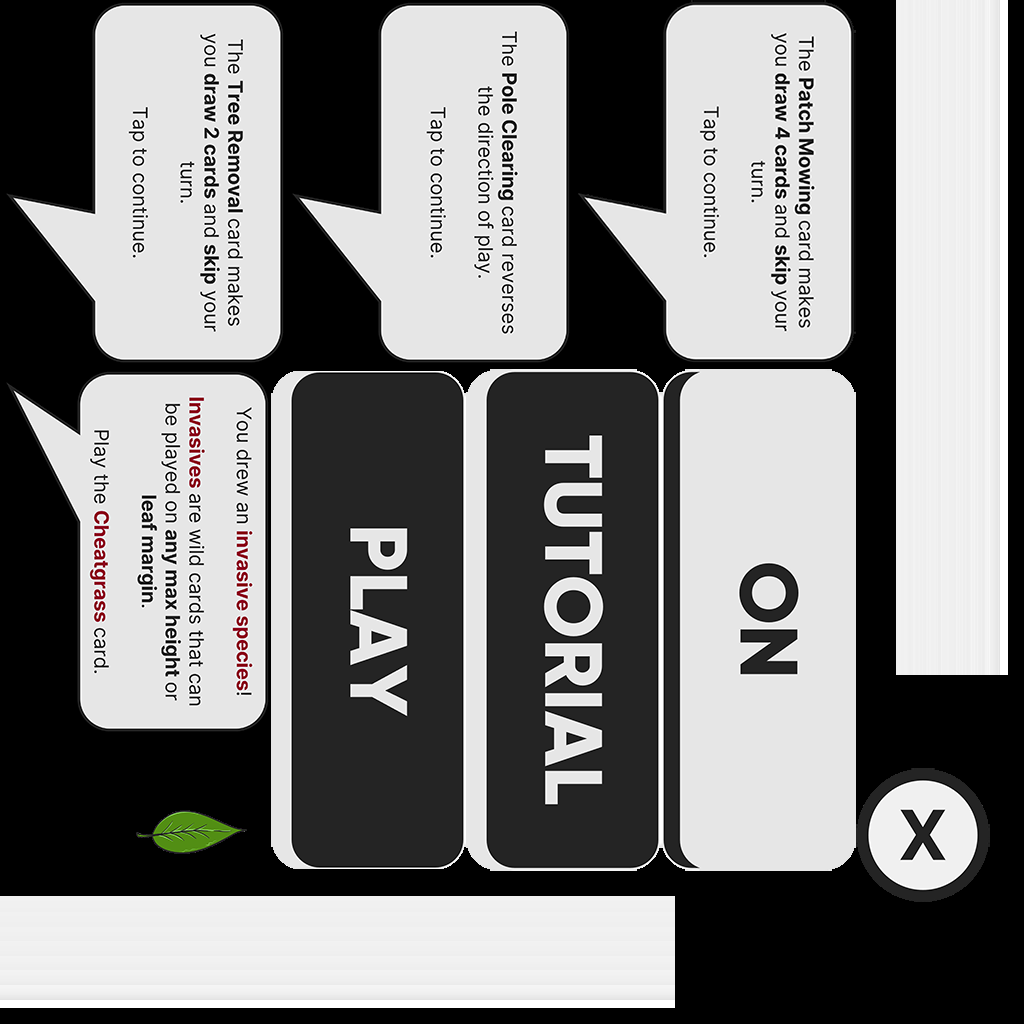 The Tree Removal card makes
you draw 2 cards and skip your
turn.
Tap to continue.
The Pole Clearing card reverses
the direction of play.
Tap to continue.
The Patch Mowing card makes
you draw 4 cards and skip your
turn.
Tap to continue.
You drew an invasive species!
Invasives are wild cards that can
be played on any max height or
leaf margin.
Play the Cheatgrass card.
PLAY
TUTORIAL
ON
X